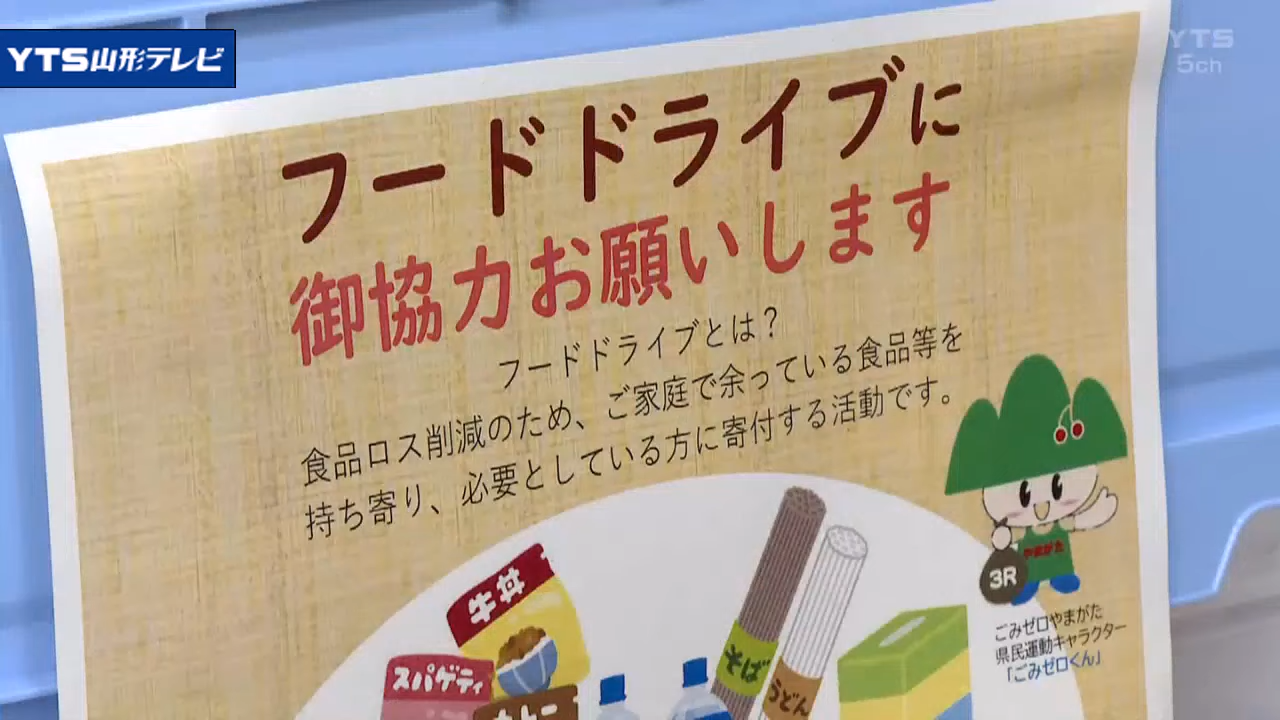 YTS山形テレビ
YTS
5ch
フードドライブに
御協力お願いします
フードドライブとは？
食品ロス削減のため、ご家庭で余っている食品等を
持ち寄り、必要としている方に寄付する活動です。
牛丼
スパゲティ
そば
うどん
やまがた
3R
ごみゼロやまがた
県民運動キャラクター
「ごみゼロくん」